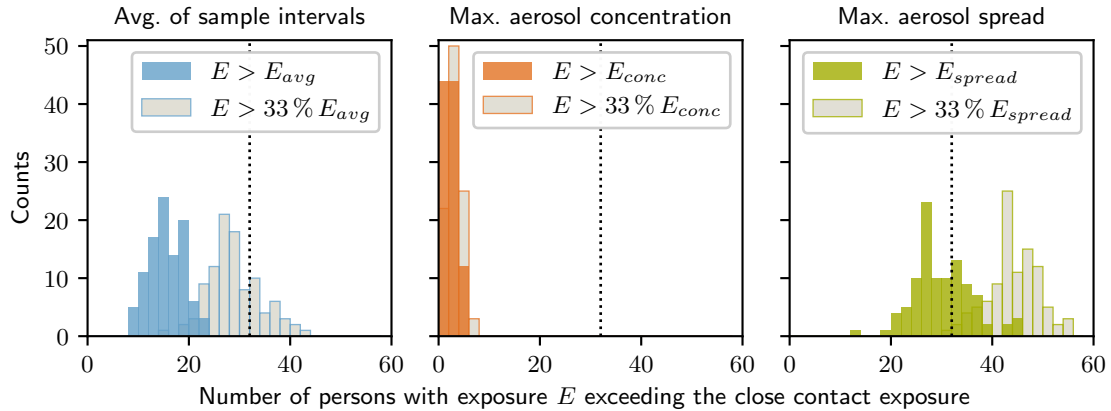 Avg. of sample intervals
Max. aerosol concentration
Max. aerosol spread
Counts
50
40
30
20
10
0
E > E_avg
E > 33 % E_avg
E > E_conc
E > 33 % E_conc
E > E_spread
E > 33 % E_spread
0 20 40 60
0 20 40 60
0 20 40 60
Number of persons with exposure E exceeding the close contact exposure